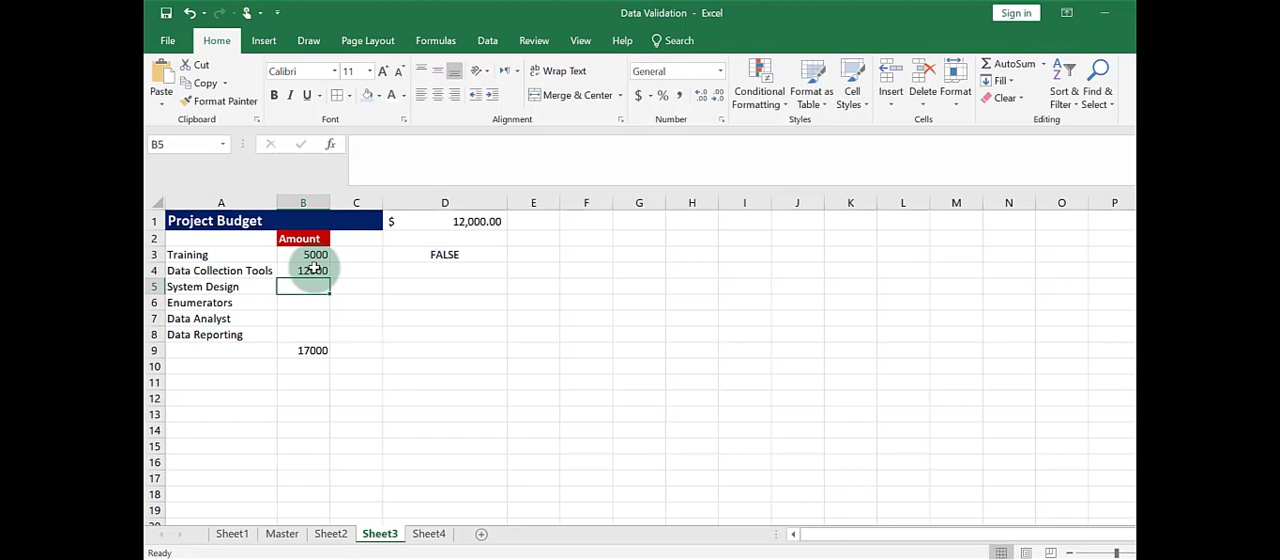 Data Validation - Excel
Sign in
File Home Insert Draw Page Layout Formulas Data Review View Help Search
Paste
Cut
Copy
Format Painter
Clipboard
Calibri 11 A A
B I U A
Font
Wrap Text
Merge & Center
Alignment
General
$ % ,
Number
Conditional Formatting
Format as Table
Cell Styles
Styles
Insert Delete Format
Cells
AutoSum
Fill
Clear
Sort & Filter
Find & Select
Editing
B5 fx
A B C D E F G H I J K L M N O P
1 Project Budget $ 12,000.00
2 Amount
3 Training 5000 FALSE
4 Data Collection Tools
5 System Design
6 Enumerators
7 Data Analyst
8 Data Reporting
9 17000
10
11
12
13
14
15
16
17
18
19
Sheet1 Master Sheet2 Sheet3 Sheet4
Ready